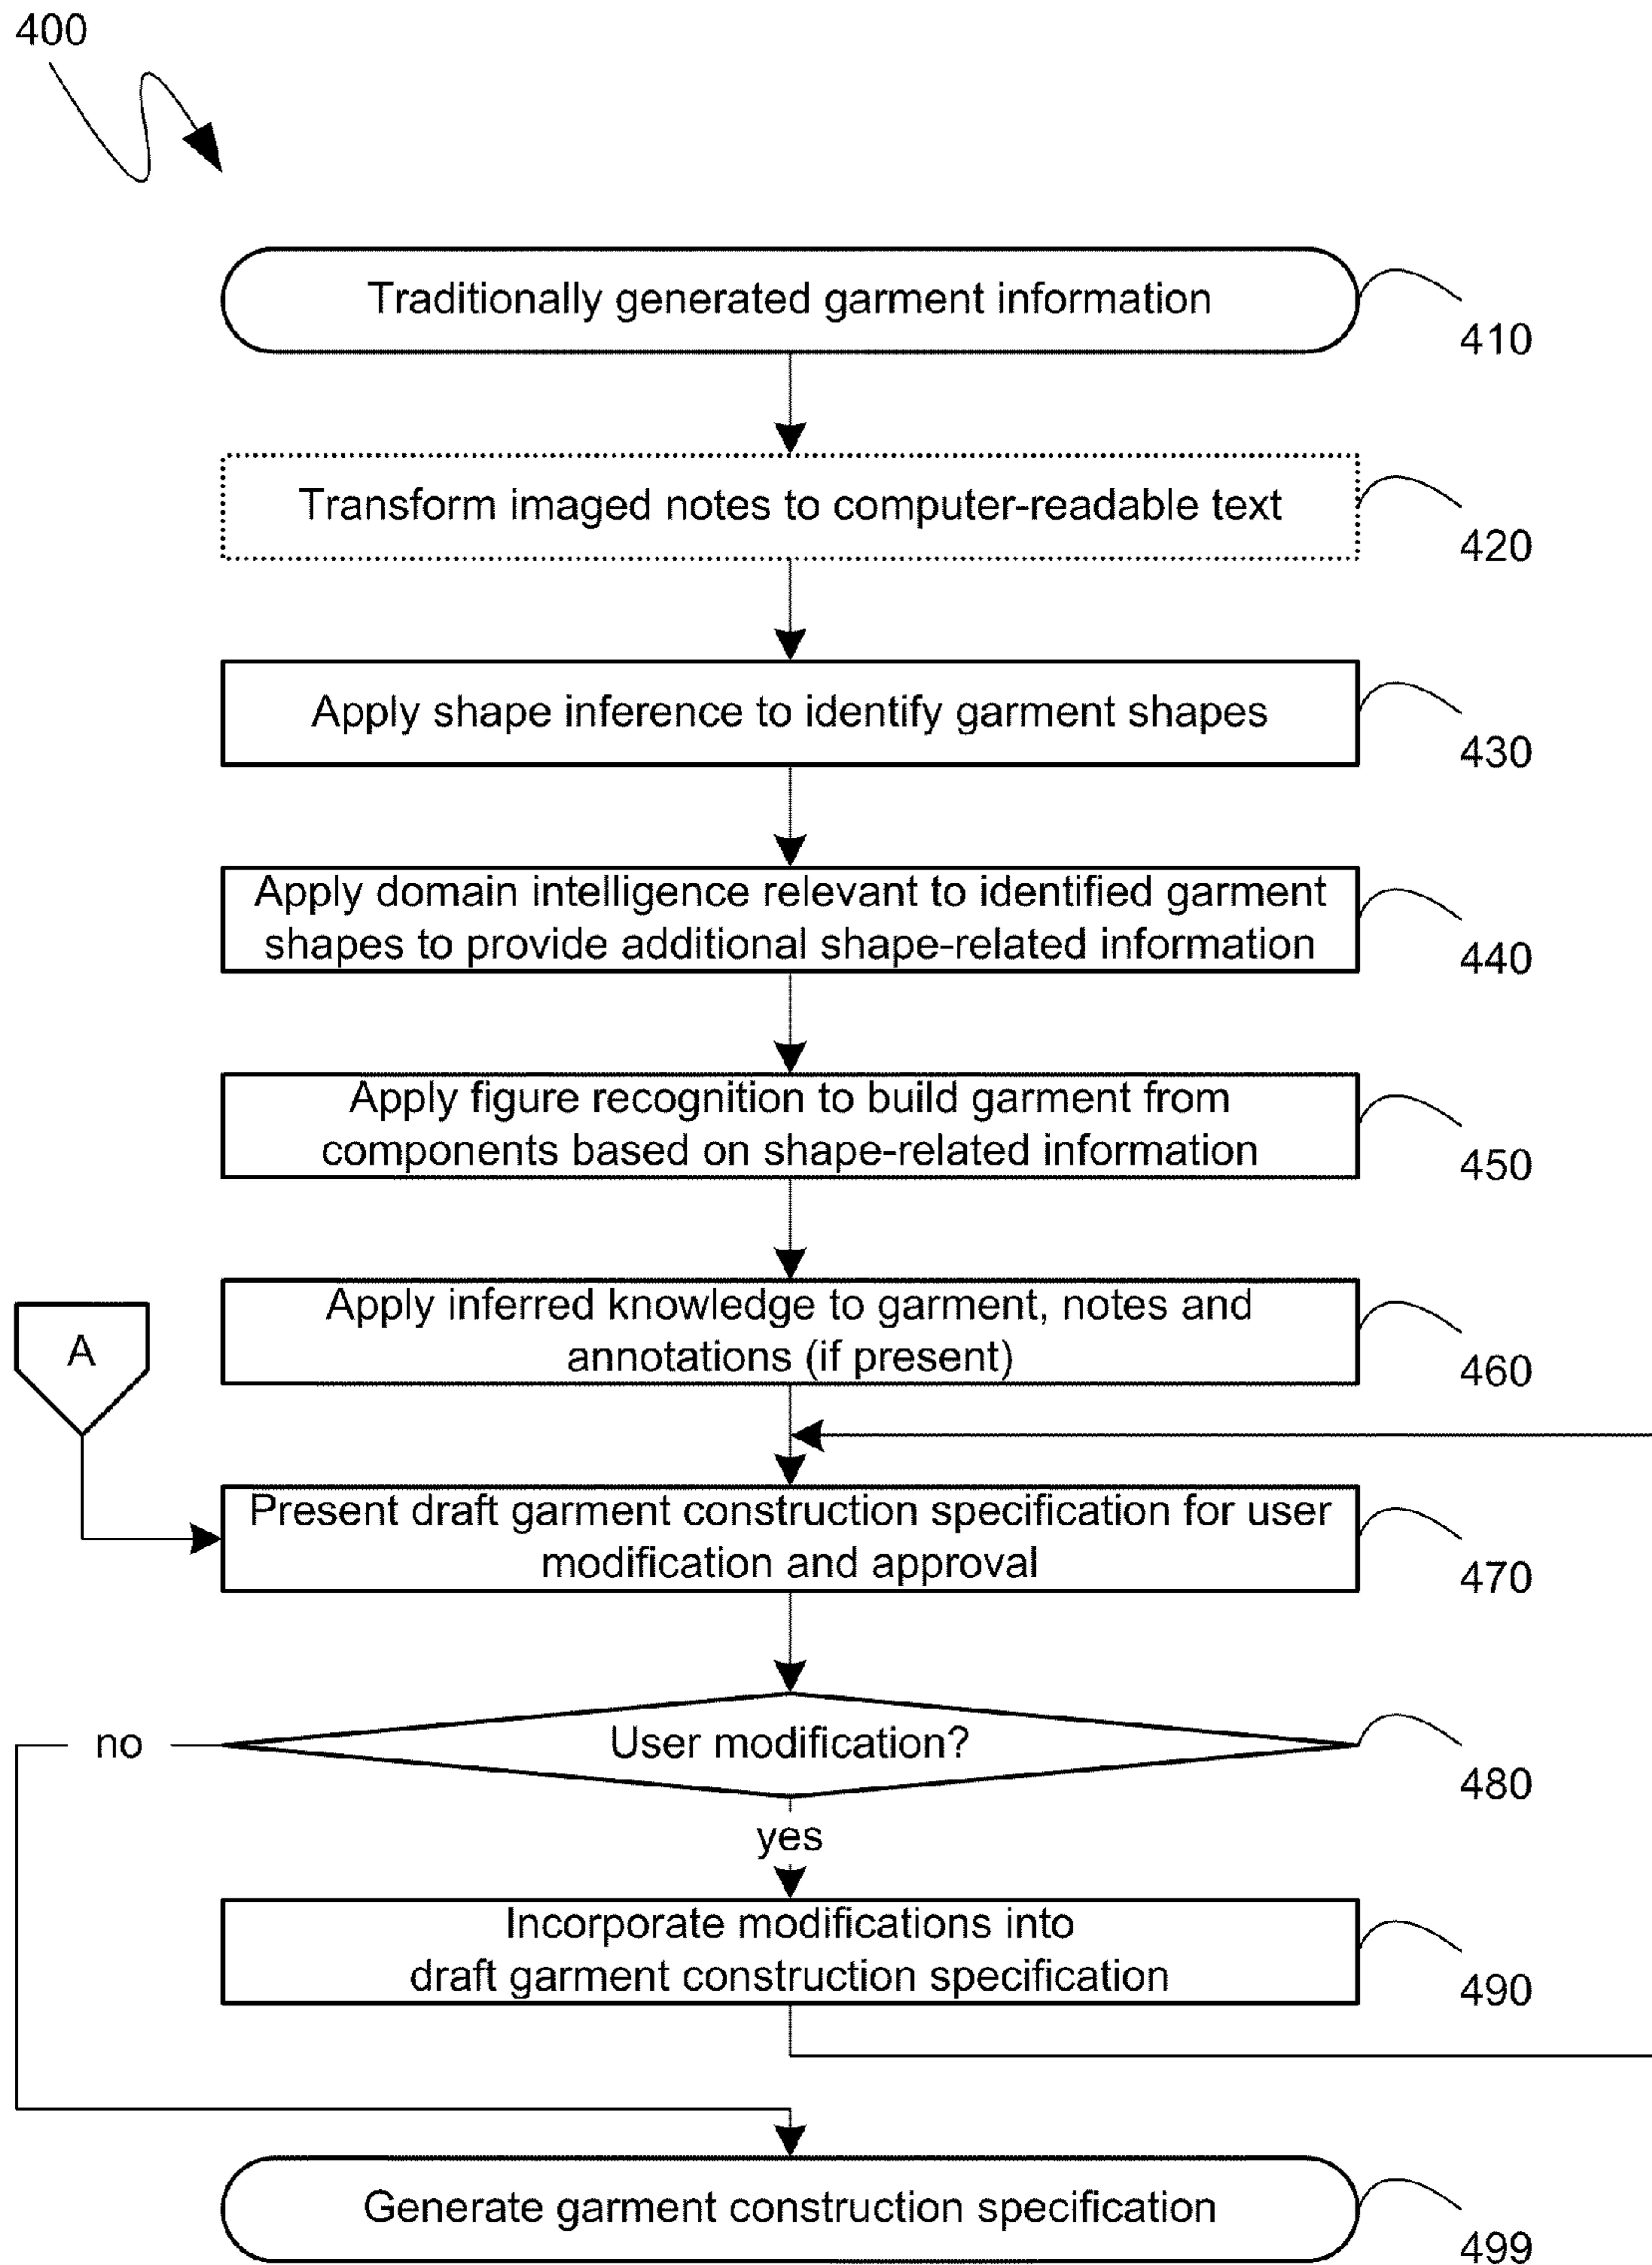 400
Traditionally generated garment information
410
Transform imaged notes to computer-readable text
420
Apply shape inference to identify garment shapes
430
Apply domain intelligence relevant to identified garment
shapes to provide additional shape-related information
440
Apply figure recognition to build garment from
components based on shape-related information
450
Apply inferred knowledge to garment, notes and
annotations (if present)
460
A
Present draft garment construction specification for user
modification and approval
470
User modification?
no
480
yes
Incorporate modifications into
draft garment construction specification
490
Generate garment construction specification
499